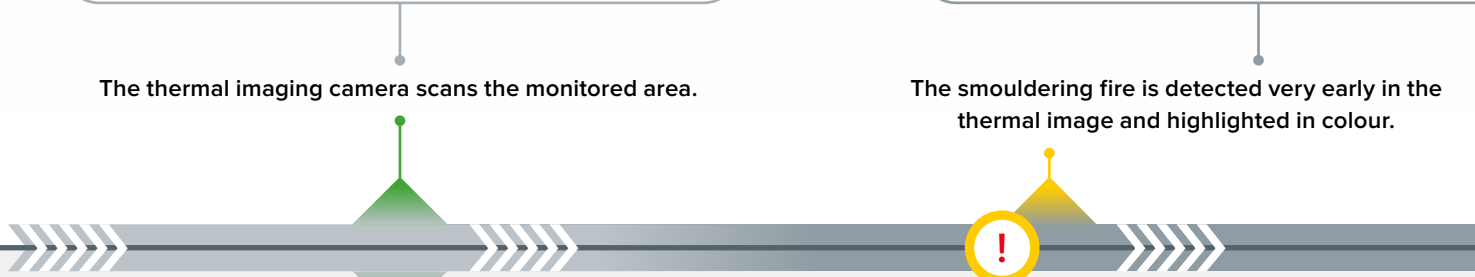 The thermal imaging camera scans the monitored area.
The smouldering fire is detected very early in the
thermal image and highlighted in colour.
!